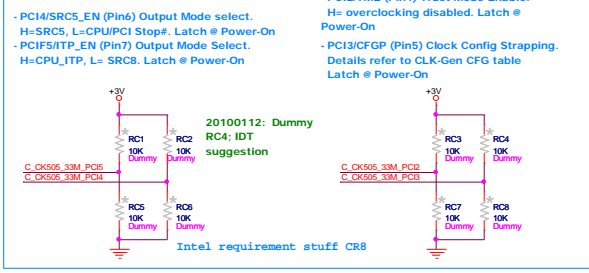 - PCI4/SRC5_EN (Pin6) Output Mode select.
H=SRC5, L=CPU/PCI Stop#. Latch @ Power-On
- PCIF5/ITP_EN (Pin7) Output Mode Select.
H=CPU_ITP, L= SRC8. Latch @ Power-On
H= overclocking disabled. Latch @
Power-On
- PCI3/CFGP (Pin5) Clock Config Strapping.
Details refer to CLK-Gen CFG table
Latch @ Power-On
+3V
RC1
10K
Dummy
RC2
10K
Dummy
20100112: Dummy
RC4; IDT
suggestion
C_CK505_33M_PCI5
C_CK505_33M_PCI4
RC5
10K
Dummy
RC6
10K
Dummy
+3V
RC3
10K
Dummy
RC4
10K
Dummy
C_CK505_33M_PCI2
C_CK505_33M_PCI3
RC7
10K
Dummy
RC8
10K
Dummy
Intel requirement stuff CR8